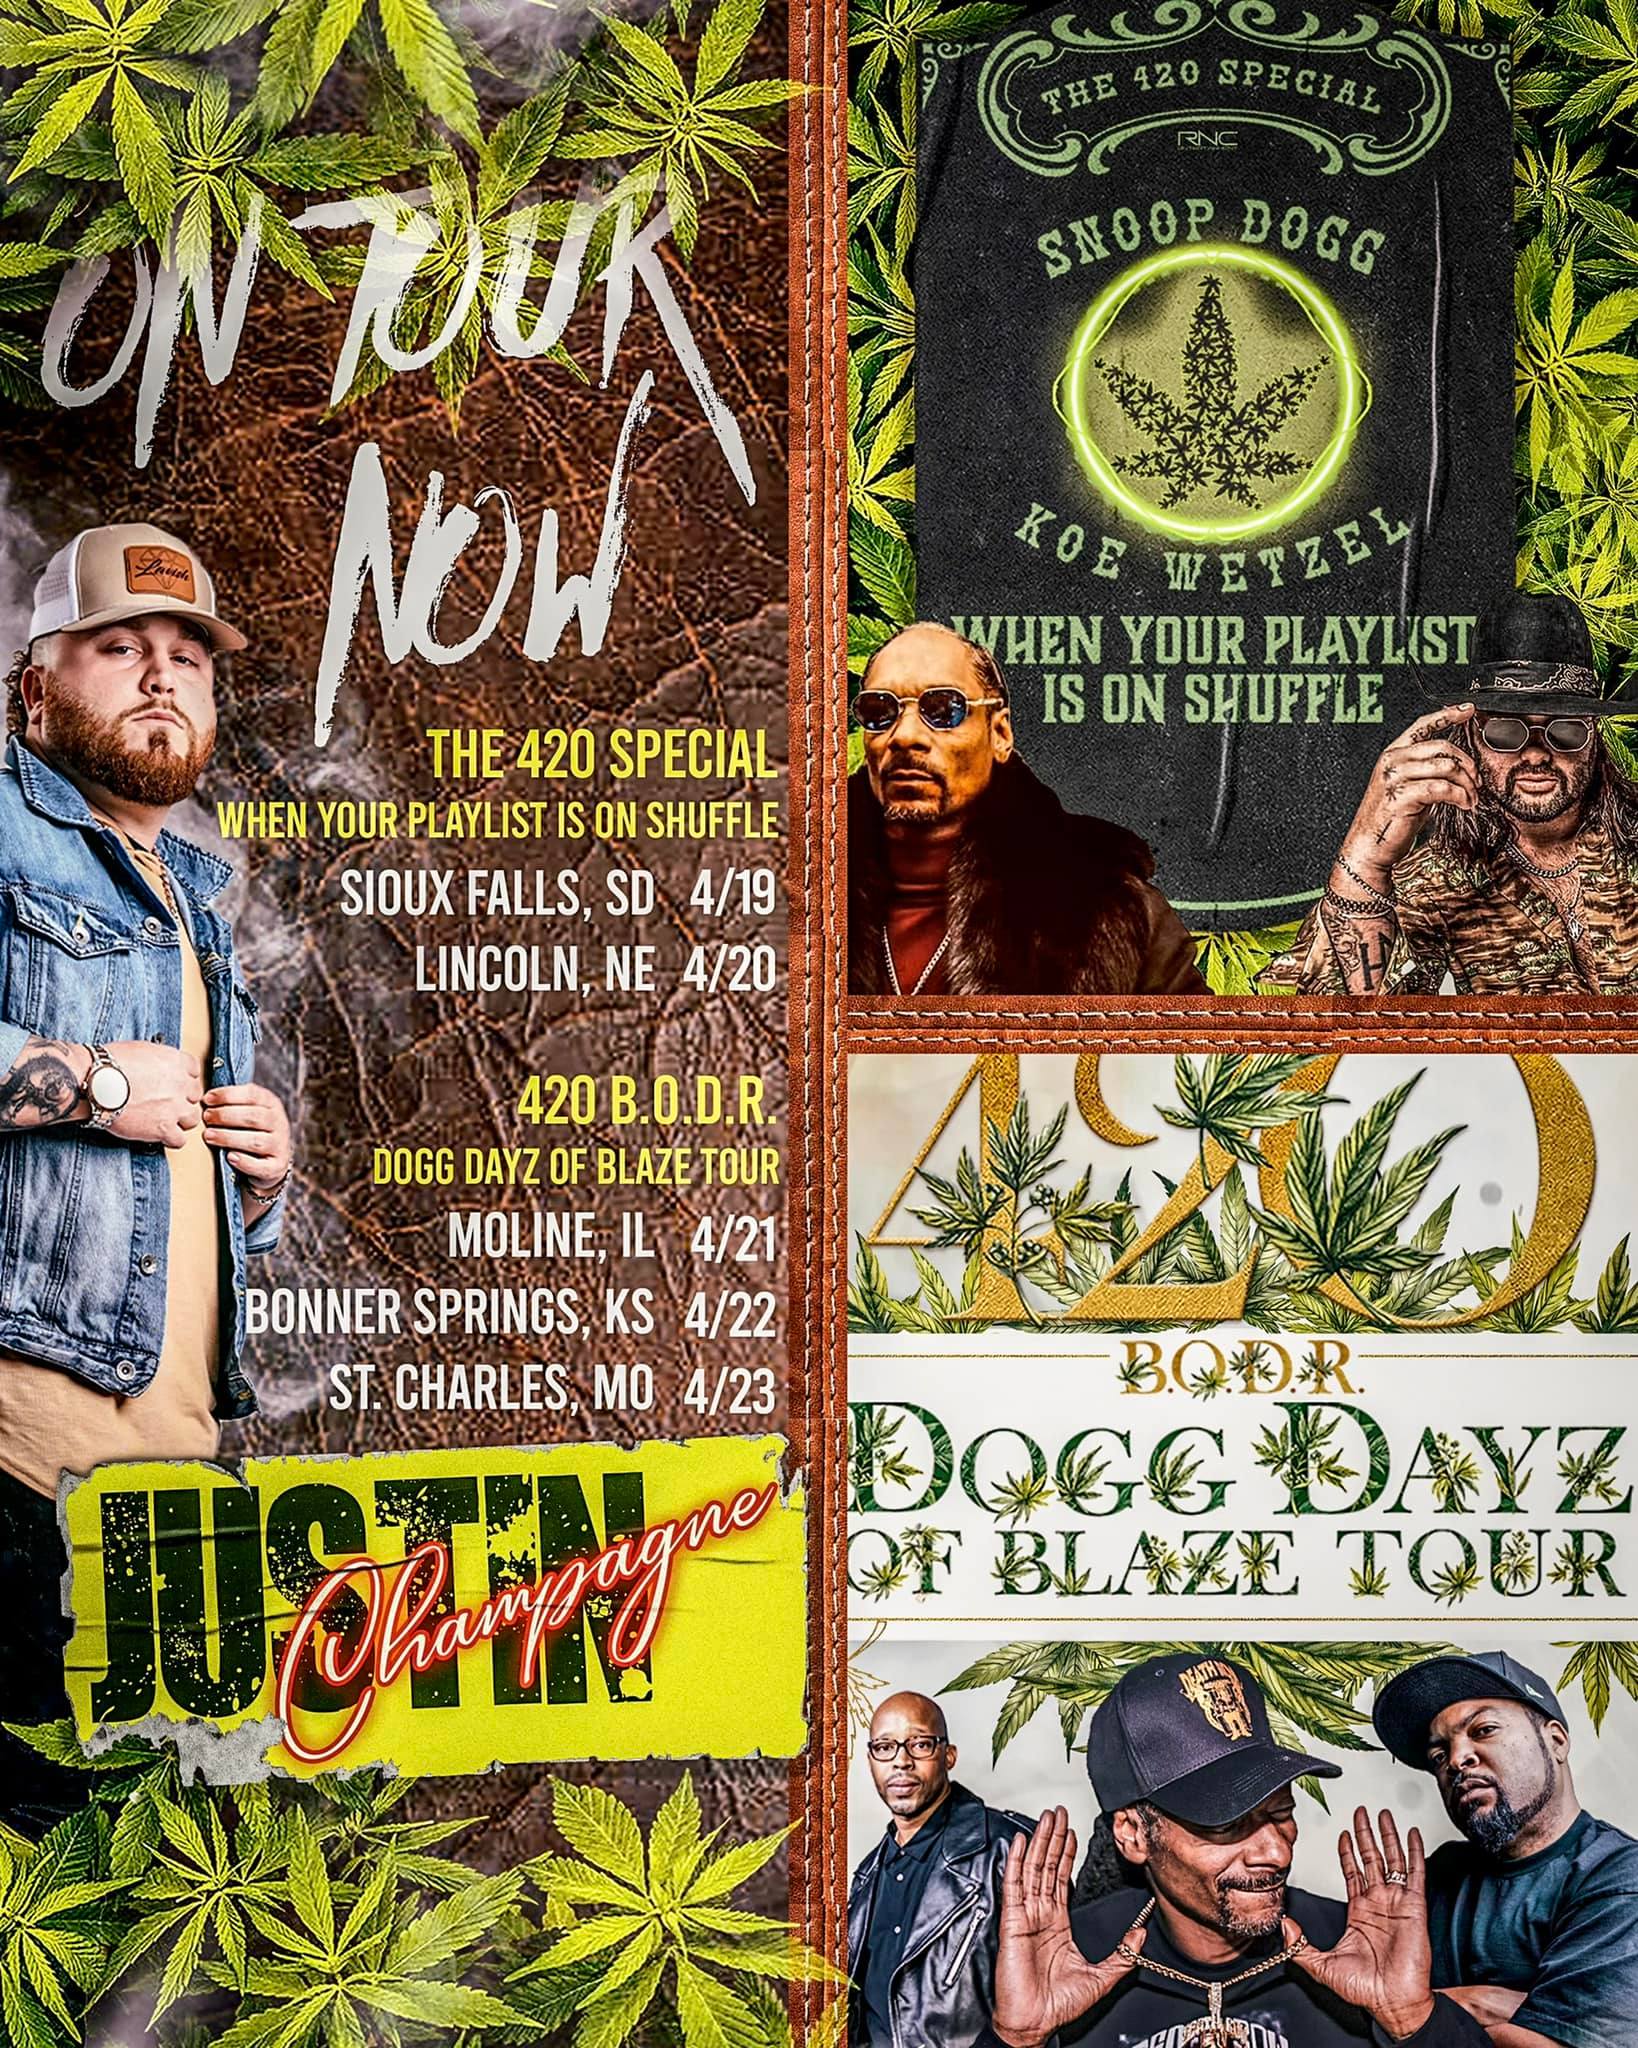 ON TOUR
NOW
Lavish
THE 420 SPECIAL
WHEN YOUR PLAYLIST IS ON SHUFFLE
SIOUX FALLS, SD 4/19
LINCOLN, NE 4/20
420 B.O.D.R.
DOGG DAYZ OF BLAZE TOUR
MOLINE, IL 4/21
BONNER SPRINGS, KS 4/22
ST. CHARLES, MO 4/23
JUSTIN
Champagne
THE 420 SPECIAL
RNC
ENTERTAINMENT
SNOOP DOGG
KOE WETZEL
WHEN YOUR PLAYLIST
IS ON SHUFFLE
420
B.O.D.R.
DOGG DAYZ
OF BLAZE TOUR